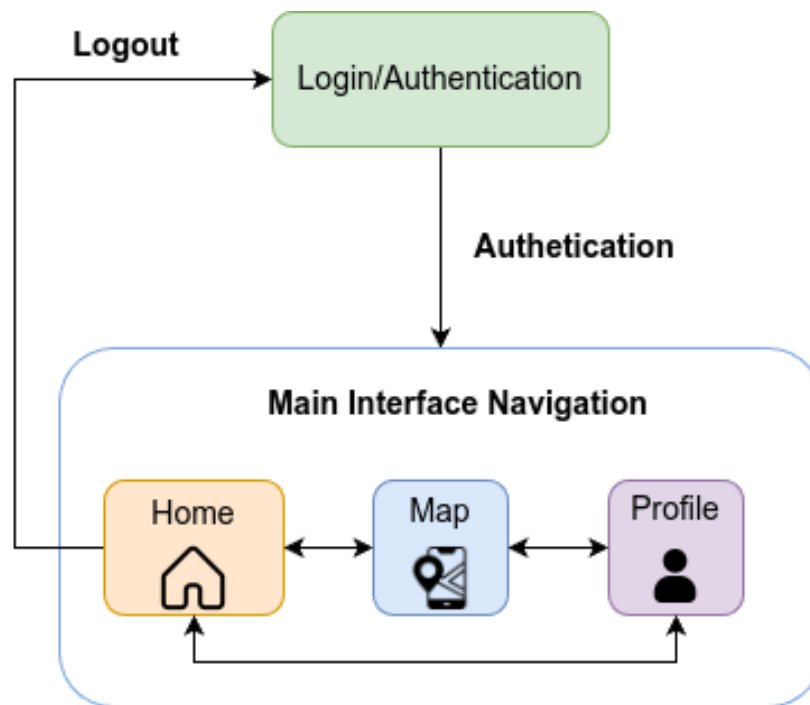 Logout
Login/Authentication
Authetication
Main Interface Navigation
Home
Map
Profile